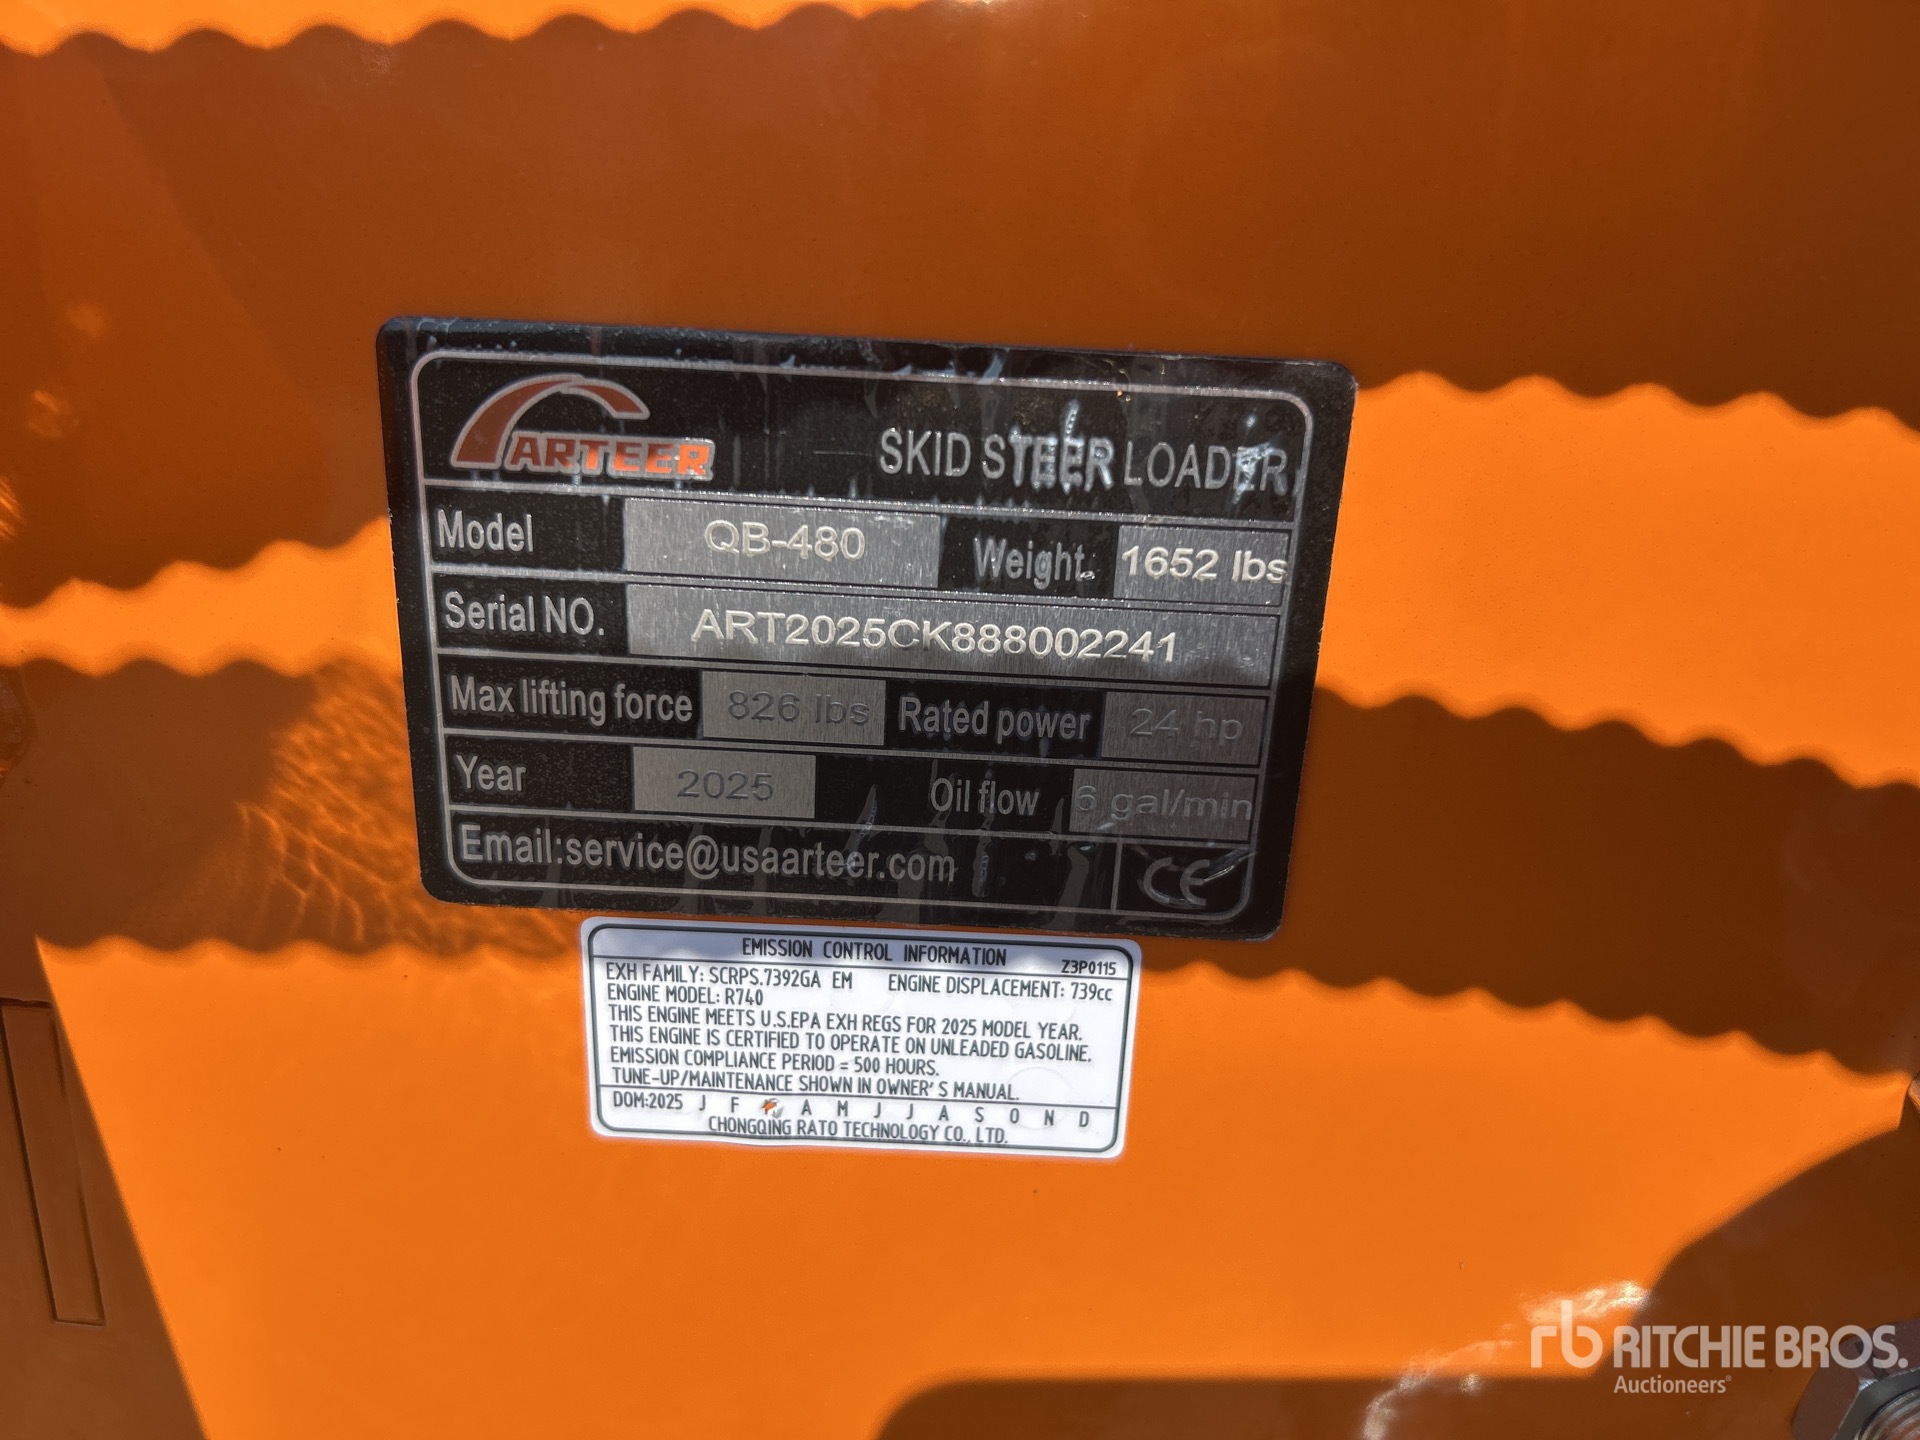 ARTEER SKID STEER LOADER
Model QB-480 Weight 1652 lbs
Serial NO. ART2025CK888002241
Max lifting force 826 lbs Rated power 24 hp
Year 2025 Oil flow 6 gal/min
Email:service@usaarteer.com CE
EMISSION CONTROL INFORMATION Z3P0115
EXH FAMILY: SCRPS.7392GA EM ENGINE DISPLACEMENT: 739cc
ENGINE MODEL: R740
THIS ENGINE MEETS U.S.EPA EXH REGS FOR 2025 MODEL YEAR.
THIS ENGINE IS CERTIFIED TO OPERATE ON UNLEADED GASOLINE.
EMISSION COMPLIANCE PERIOD = 500 HOURS.
TUNE-UP/MAINTENANCE SHOWN IN OWNER'S MANUAL.
DOM:2025 J F A M J J A S O N D
CHONGQING RATO TECHNOLOGY CO., LTD.
rb RITCHIE BROS.
Auctioneers®